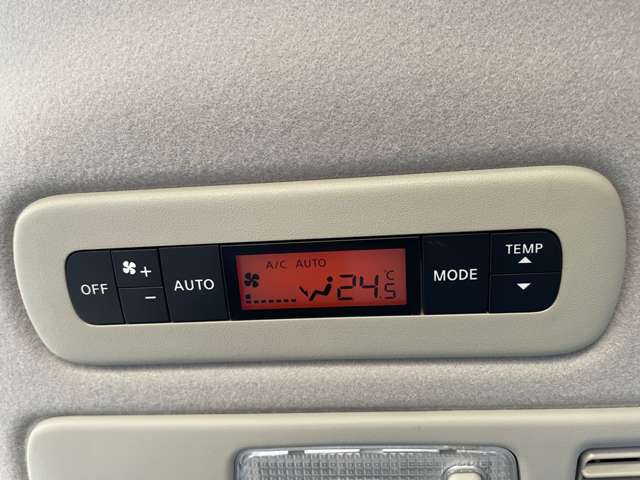 OFF
+
-
AUTO
A/C AUTO
24.5°C
MODE
TEMP